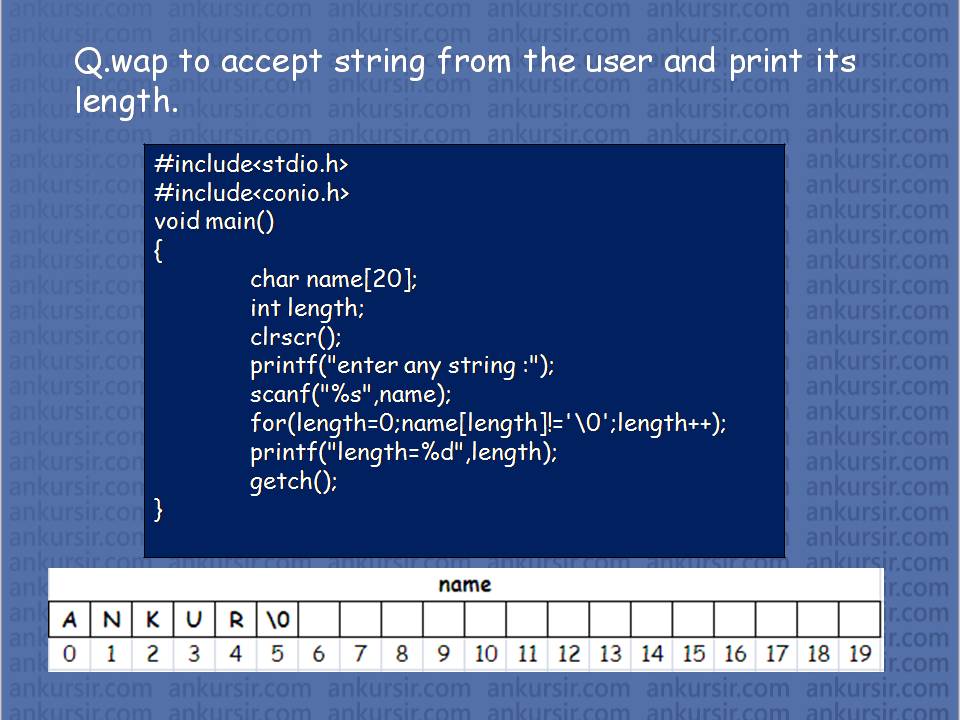 Q.wap to accept string from the user and print its
length.
#include<stdio.h>
#include<conio.h>
void main()
{
char name[20];
int length;
clrscr();
printf("enter any string :");
scanf("%s",name);
for(length=0;name[length]!='\0';length++);
printf("length=%d",length);
getch();
}
name
A N K U R \0
0 1 2 3 4 5 6 7 8 9 10 11 12 13 14 15 16 17 18 19
ankursir.com